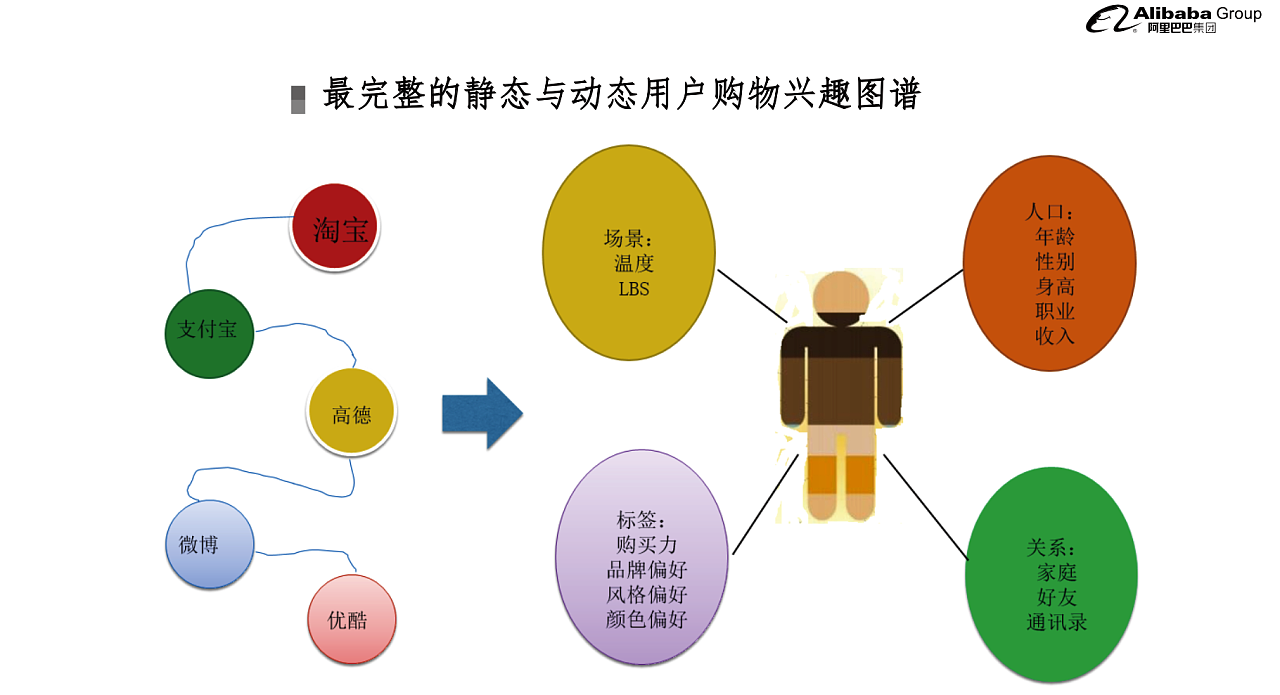 Alibaba Group
阿里巴巴集团
最完整的静态与动态用户购物兴趣图谱
淘宝
支付宝
高德
微博
优酷
场景：
温度
LBS
人口：
年龄
性别
身高
职业
收入
标签：
购买力
品牌偏好
风格偏好
颜色偏好
关系：
家庭
好友
通讯录